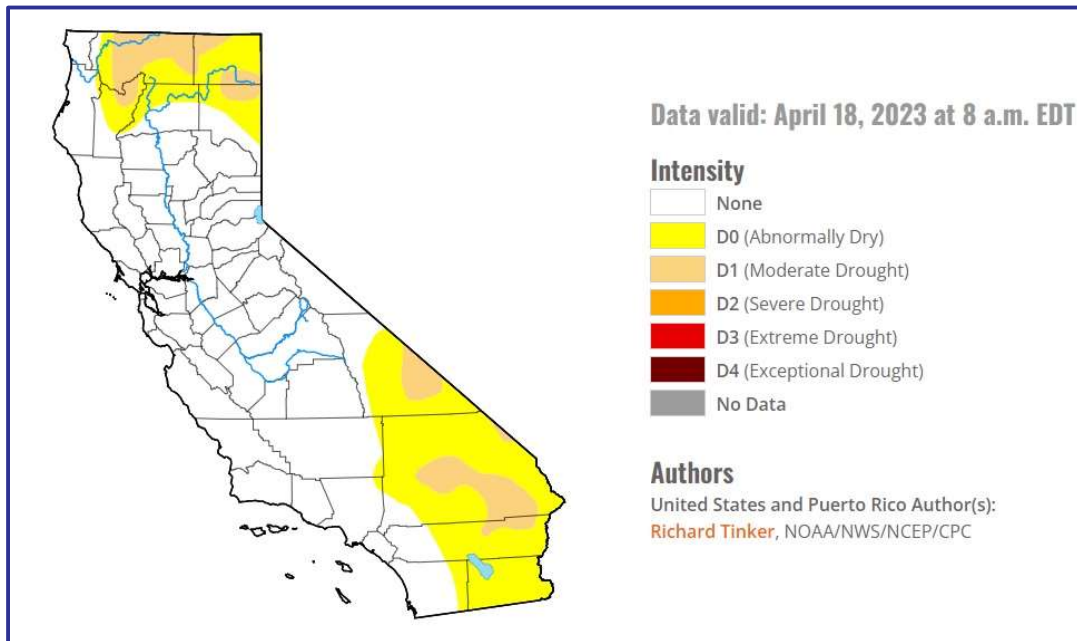 Data valid: April 18, 2023 at 8 a.m. EDT
Intensity
None
D0 (Abnormally Dry)
D1 (Moderate Drought)
D2 (Severe Drought)
D3 (Extreme Drought)
D4 (Exceptional Drought)
No Data
Authors
United States and Puerto Rico Author(s):
Richard Tinker, NOAA/NWS/NCEP/CPC